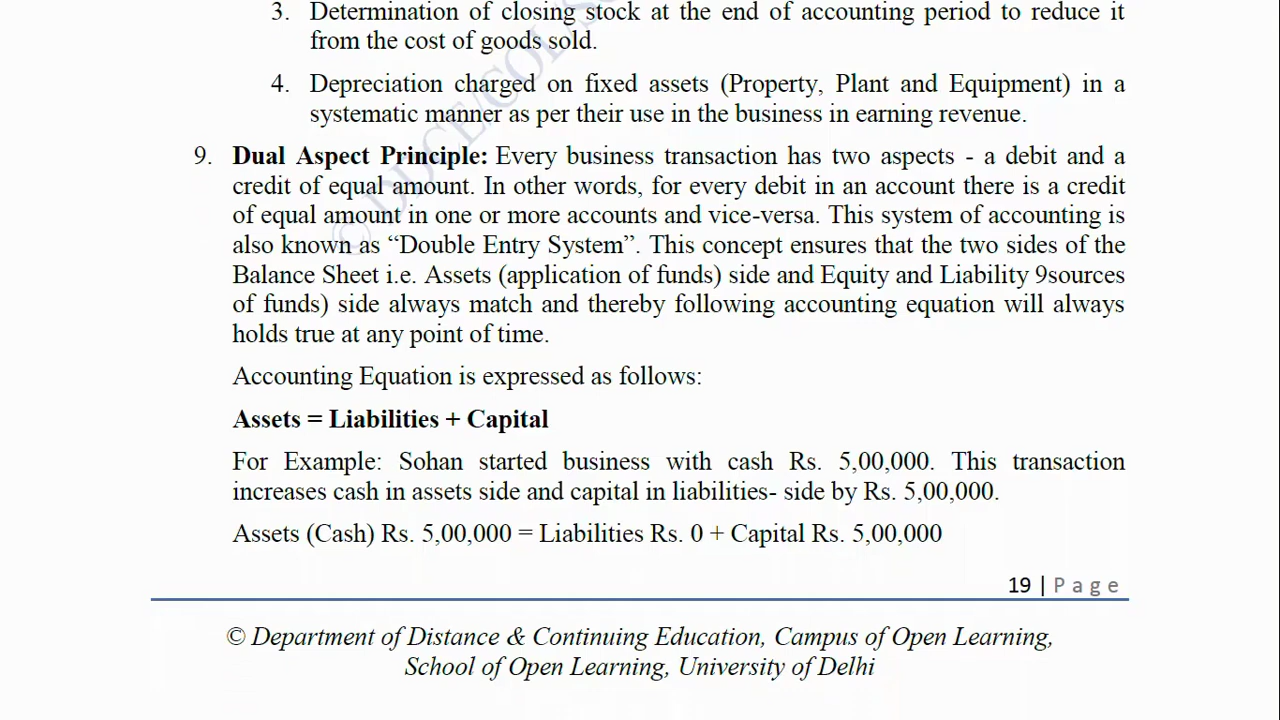 3. Determination of closing stock at the end of accounting period to reduce it
from the cost of goods sold.
4. Depreciation charged on fixed assets (Property, Plant and Equipment) in a
systematic manner as per their use in the business in earning revenue.
9. Dual Aspect Principle: Every business transaction has two aspects - a debit and a
credit of equal amount. In other words, for every debit in an account there is a credit
of equal amount in one or more accounts and vice-versa. This system of accounting is
also known as “Double Entry System”. This concept ensures that the two sides of the
Balance Sheet i.e. Assets (application of funds) side and Equity and Liability 9sources
of funds) side always match and thereby following accounting equation will always
holds true at any point of time.
Accounting Equation is expressed as follows:
Assets = Liabilities + Capital
For Example: Sohan started business with cash Rs. 5,00,000. This transaction
increases cash in assets side and capital in liabilities- side by Rs. 5,00,000.
Assets (Cash) Rs. 5,00,000 = Liabilities Rs. 0 + Capital Rs. 5,00,000
19 | Page
© Department of Distance & Continuing Education, Campus of Open Learning,
School of Open Learning, University of Delhi
© DDCE/COL/